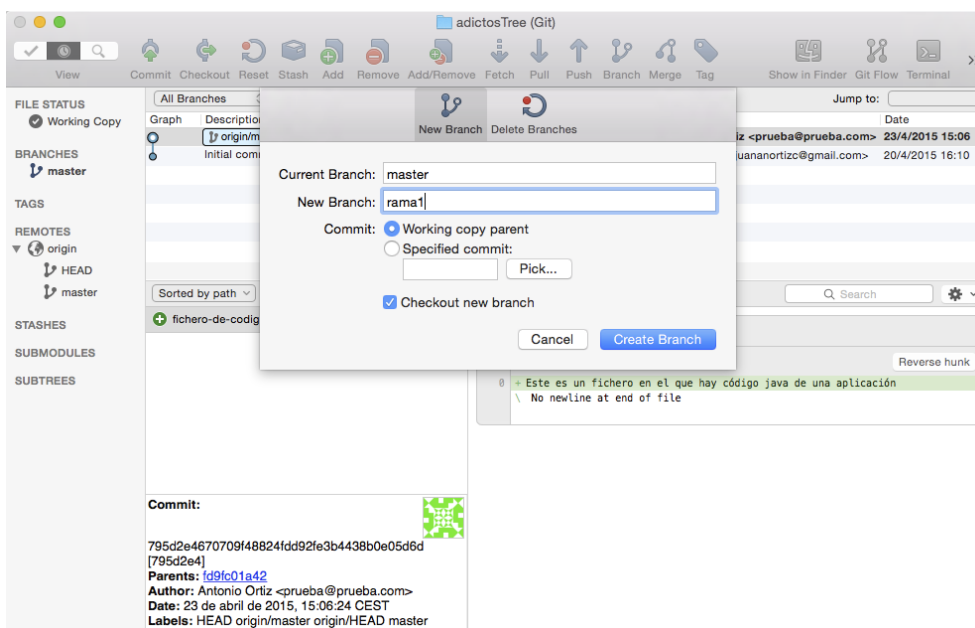 adictosTree (Git)
View Commit Checkout Reset Stash Add Remove Add/Remove Fetch Pull Push Branch Merge Tag Show in Finder Git Flow Terminal
FILE STATUS
Working Copy
BRANCHES
master
TAGS
REMOTES
origin
HEAD
master
STASHES
SUBMODULES
SUBTREES
All Branches
Jump to:
Graph Descriptio Date
origin/m iz <prueba@prueba.com> 23/4/2015 15:06
Initial com uananortizc@gmail.com> 20/4/2015 16:10
New Branch Delete Branches
Current Branch: master
New Branch: rama1
Commit: Working copy parent
Specified commit:
Pick...
Checkout new branch
Cancel Create Branch
Sorted by path
Search
fichero-de-codig
Reverse hunk
0 + Este es un fichero en el que hay código java de una aplicación
\ No newline at end of file
Commit:
795d2e4670709f48824fdd92fe3b4438b0e05d6d
[795d2e4]
Parents: fd9fc01a42
Author: Antonio Ortiz <prueba@prueba.com>
Date: 23 de abril de 2015, 15:06:24 CEST
Labels: HEAD origin/master origin/HEAD master